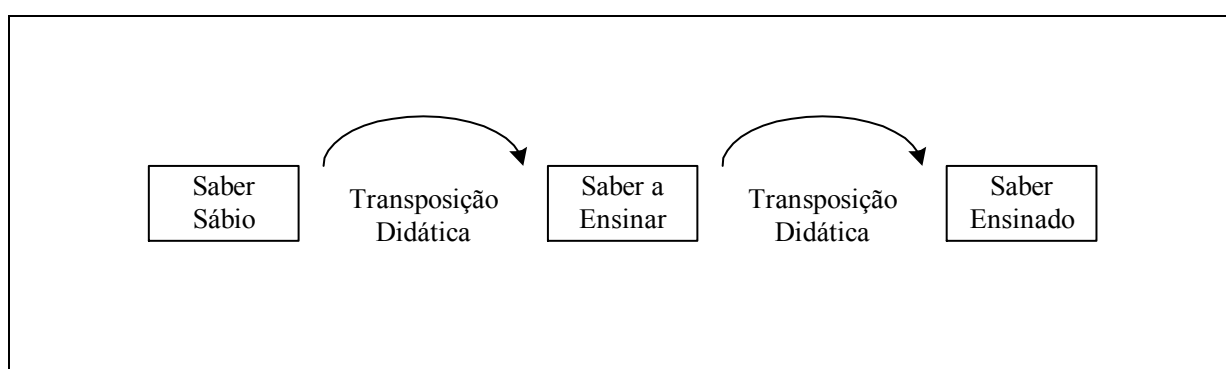 Saber
Sábio
Transposição
Didática
Saber a
Ensinar
Transposição
Didática
Saber
Ensinado